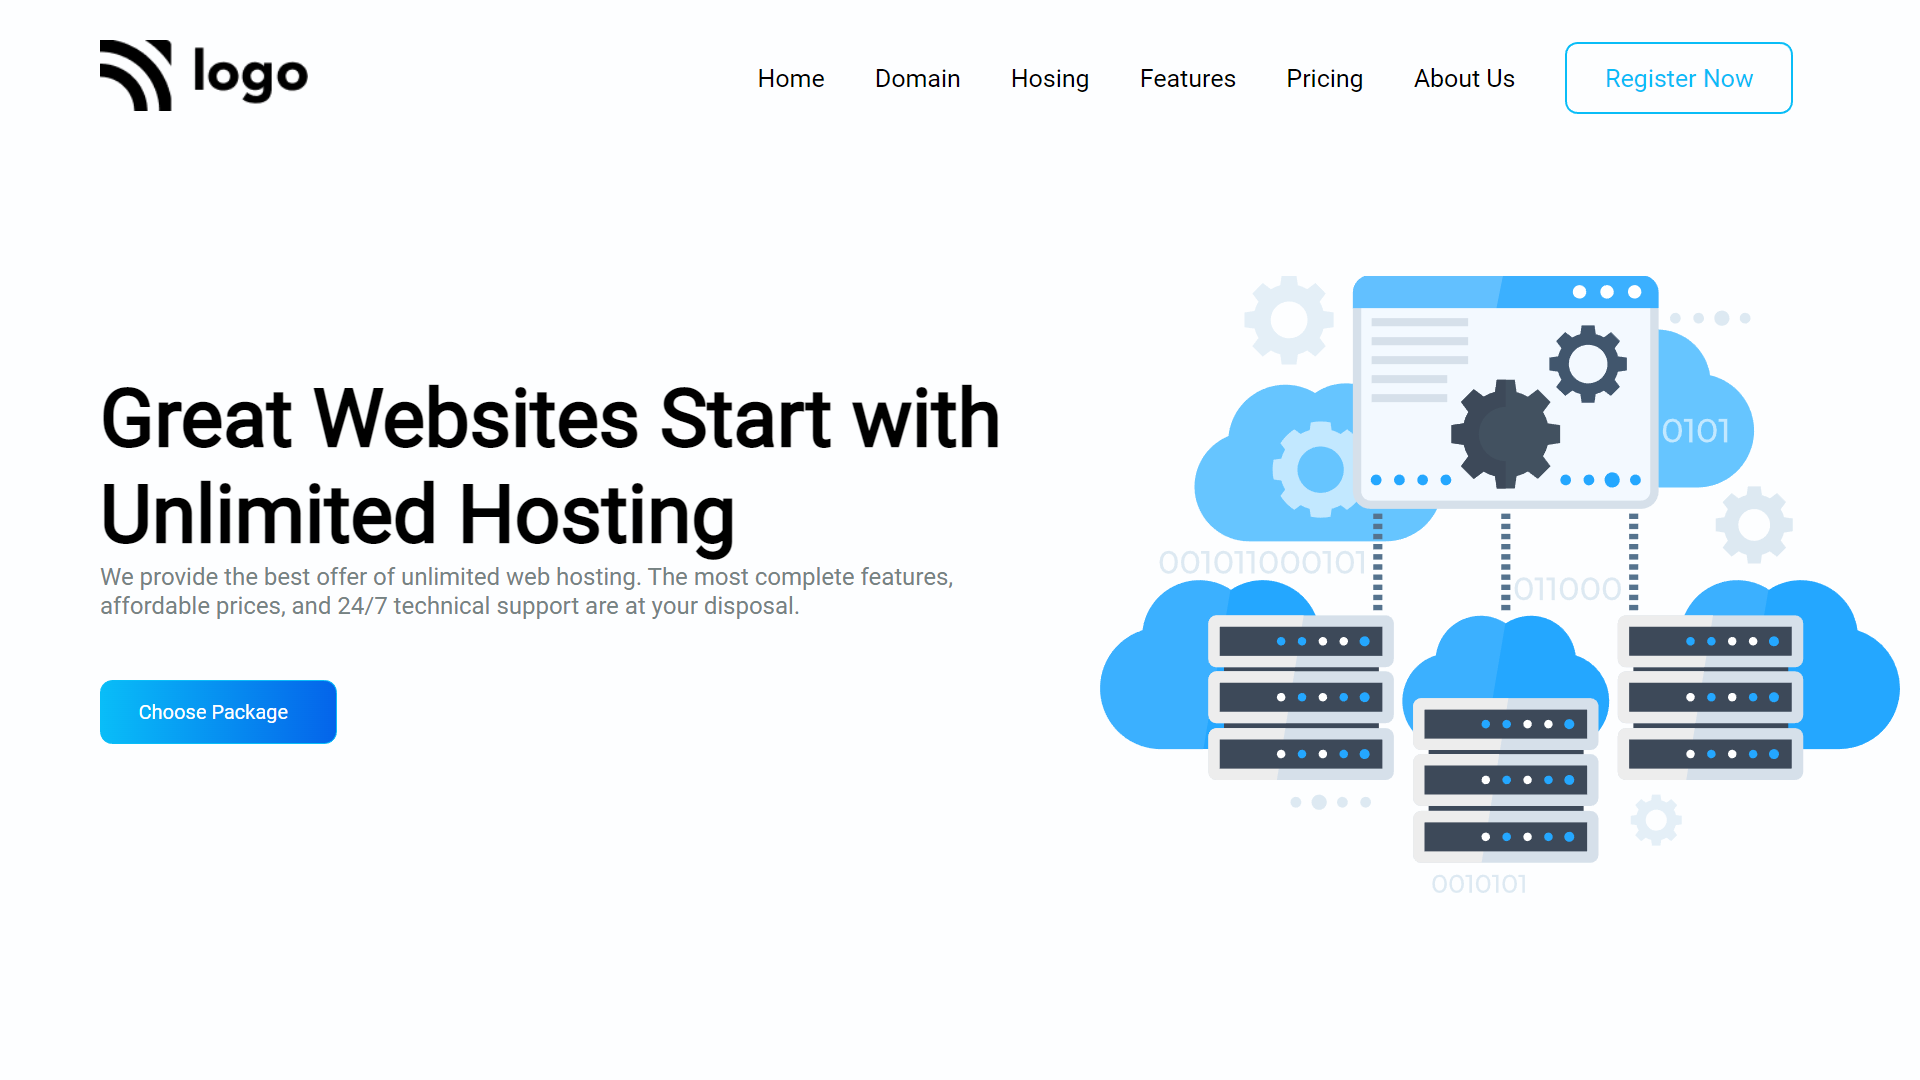 logo
Home Domain Hosing Features Pricing About Us Register Now
Great Websites Start with
Unlimited Hosting
We provide the best offer of unlimited web hosting. The most complete features,
affordable prices, and 24/7 technical support are at your disposal.
Choose Package
0101
001011000101
011000
0010101